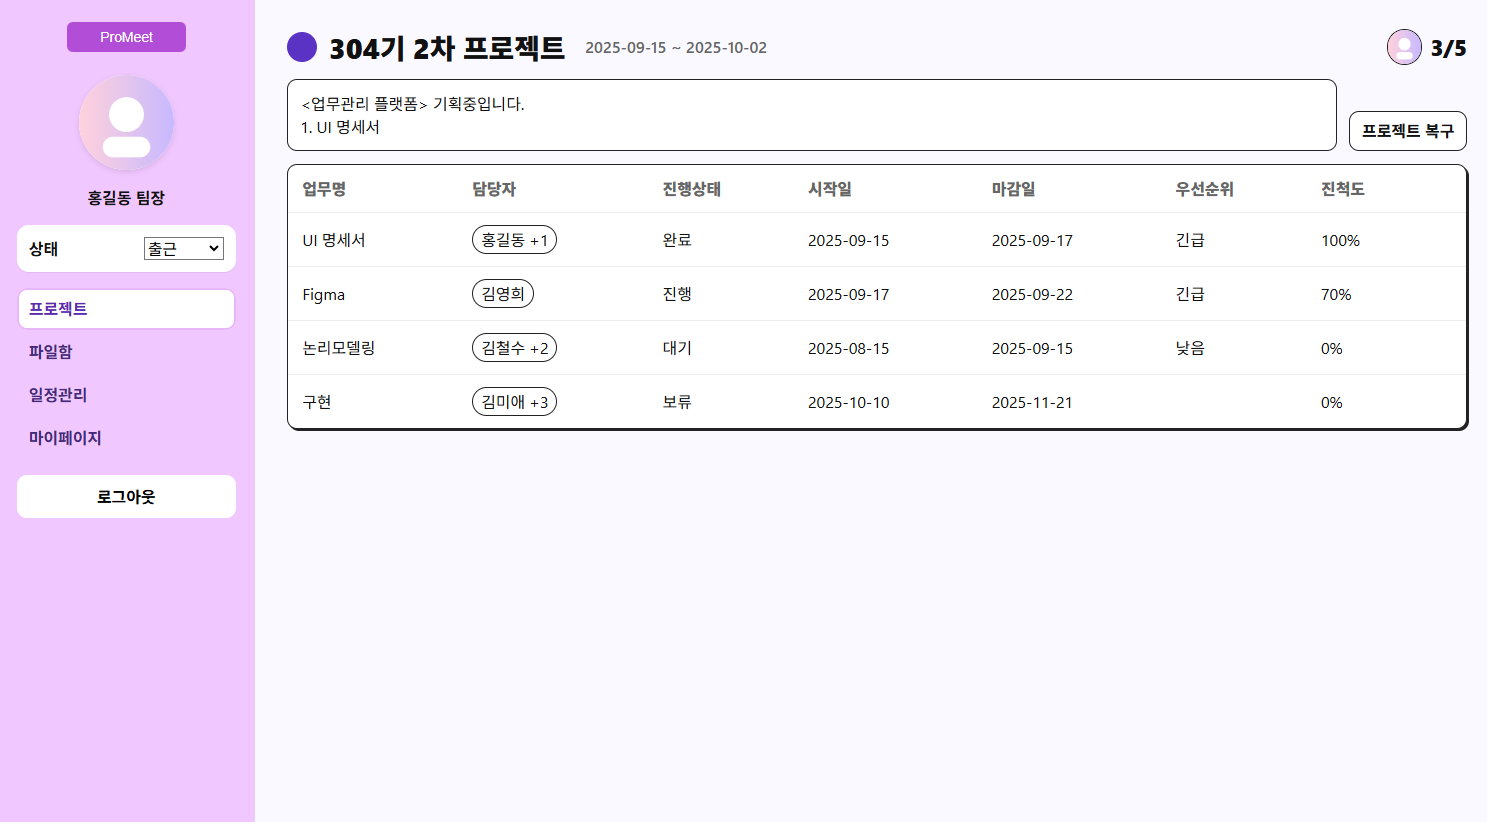 ProMeet
홍길동 팀장
상태 출근
프로젝트
파일함
일정관리
마이페이지
로그아웃
304기 2차 프로젝트 2025-09-15 ~ 2025-10-02 3/5
<업무관리 플랫폼> 기획중입니다.
1. UI 명세서
프로젝트 복구
업무명 담당자 진행상태 시작일 마감일 우선순위 진척도
UI 명세서 홍길동 +1 완료 2025-09-15 2025-09-17 긴급 100%
Figma 김영희 진행 2025-09-17 2025-09-22 긴급 70%
논리모델링 김철수 +2 대기 2025-08-15 2025-09-15 낮음 0%
구현 김미애 +3 보류 2025-10-10 2025-11-21 0%